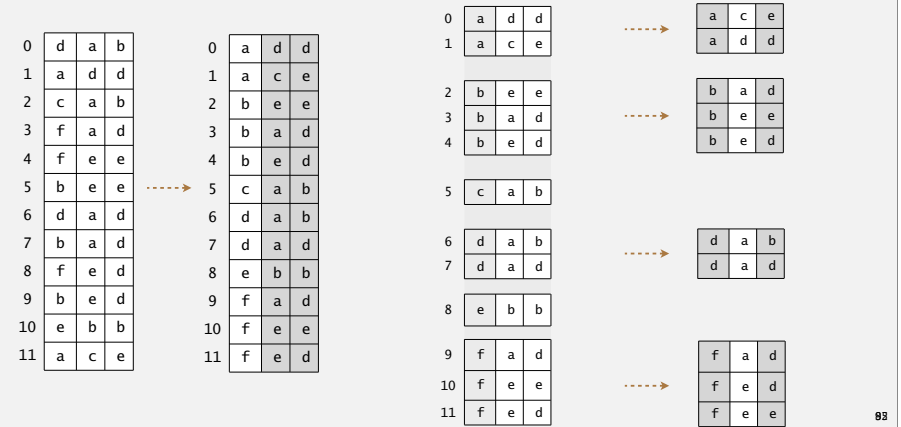 0 d a b
1 a d d
2 c a b
3 f a d
4 f e e
5 b e e
6 d a d
7 b a d
8 f e d
9 b e d
10 e b b
11 a c e
0 a d d
1 a c e
2 b e e
3 b a d
4 b e d
5 c a b
6 d a b
7 d a d
8 e b b
9 f a d
10 f e e
11 f e d
0 a d d
1 a c e
2 b e e
3 b a d
4 b e d
5 c a b
6 d a b
7 d a d
8 e b b
9 f a d
10 f e e
11 f e d
a c e
a d d
b a d
b e e
b e d
d a b
d a d
f a d
f e d
f e e